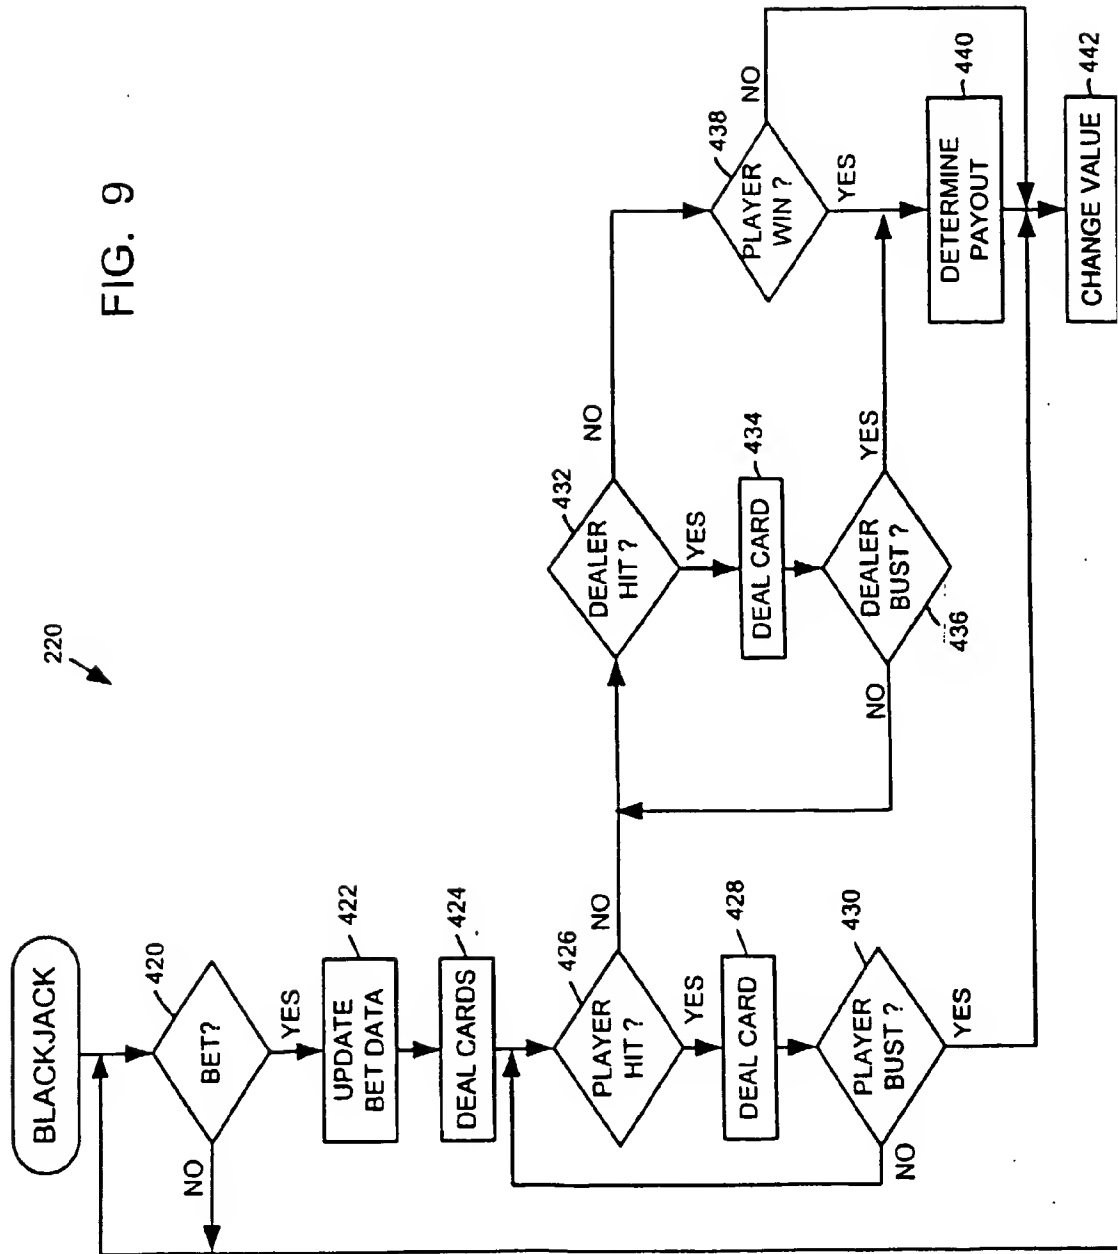 FIG. 9
220
BLACKJACK
420
BET?
NO
YES
422
UPDATE
BET DATA
424
DEAL CARDS
426
PLAYER
HIT ?
NO
YES
428
DEAL CARD
430
PLAYER
BUST ?
NO
YES
432
DEALER
HIT ?
NO
YES
434
DEAL CARD
DEALER
BUST ?
436
NO
YES
438
PLAYER
WIN ?
NO
YES
440
DETERMINE
PAYOUT
442
CHANGE VALUE